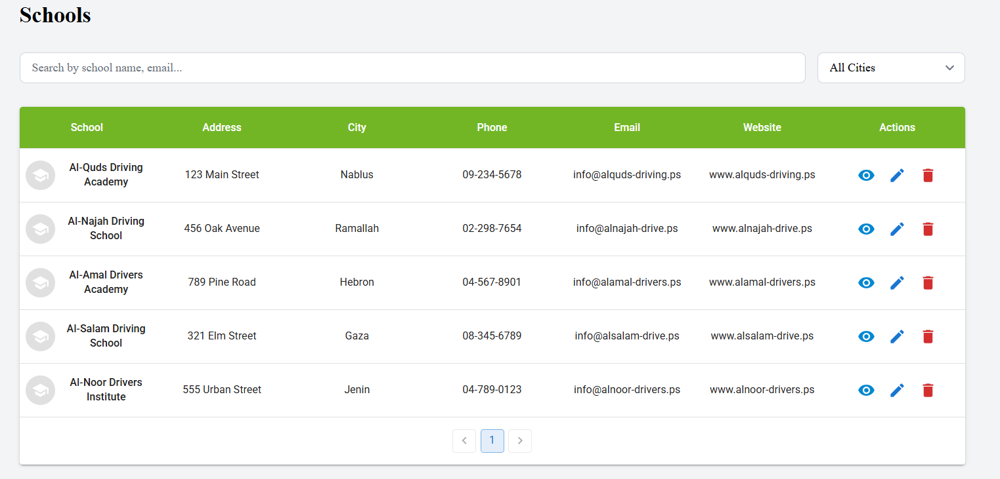 Schools
Search by school name, email...
All Cities
School Address City Phone Email Website Actions
Al-Quds Driving
Academy
123 Main Street Nablus 09-234-5678 info@alquds-driving.ps www.alquds-driving.ps
Al-Najah Driving
School
456 Oak Avenue Ramallah 02-298-7654 info@alnajah-drive.ps www.alnajah-drive.ps
Al-Amal Drivers
Academy
789 Pine Road Hebron 04-567-8901 info@alamal-drivers.ps www.alamal-drivers.ps
Al-Salam Driving
School
321 Elm Street Gaza 08-345-6789 info@alsalam-drive.ps www.alsalam-drive.ps
Al-Noor Drivers
Institute
555 Urban Street Jenin 04-789-0123 info@alnoor-drivers.ps www.alnoor-drivers.ps
1